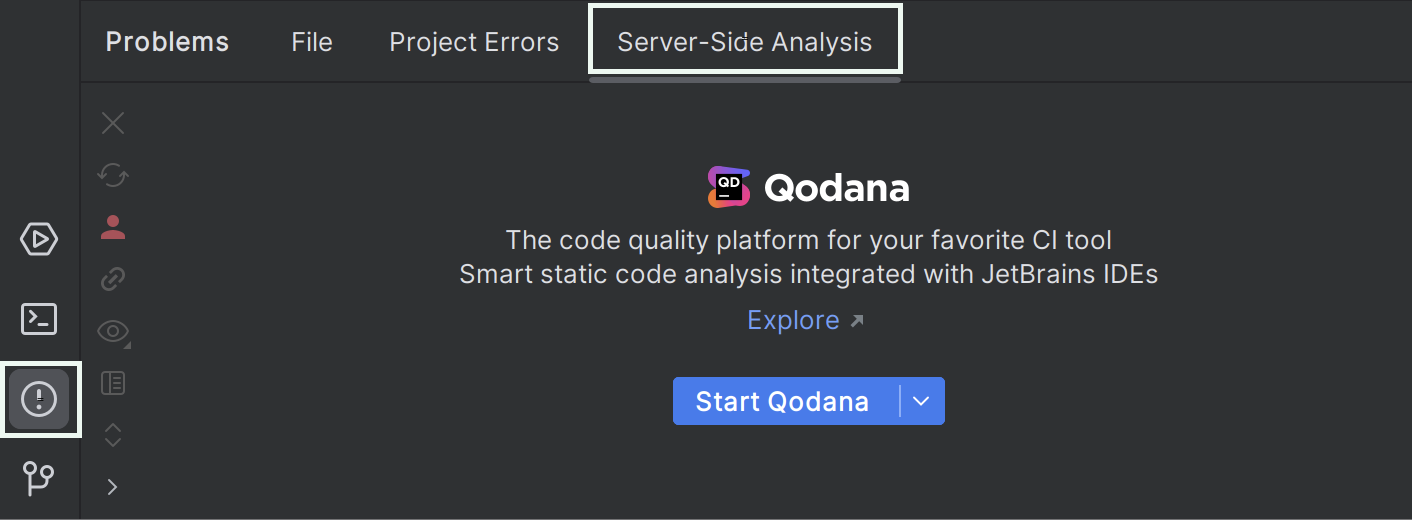 Problems File Project Errors Server-Side Analysis
QD Qodana
The code quality platform for your favorite CI tool
Smart static code analysis integrated with JetBrains IDEs
Explore
Start Qodana